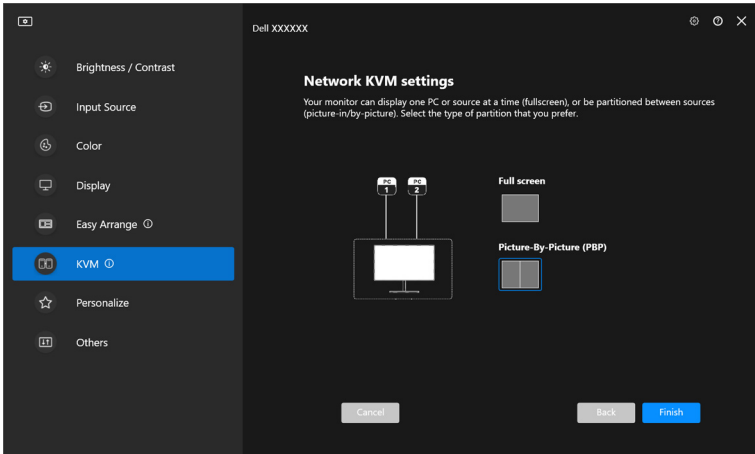 Dell XXXXXX
Brightness / Contrast
Input Source
Color
Display
Easy Arrange
KVM
Personalize
Others
Network KVM settings
Your monitor can display one PC or source at a time (fullscreen), or be partitioned between sources
(picture-in/by-picture). Select the type of partition that you prefer.
PC
1
PC
2
Full screen
Picture-By-Picture (PBP)
Cancel
Back
Finish